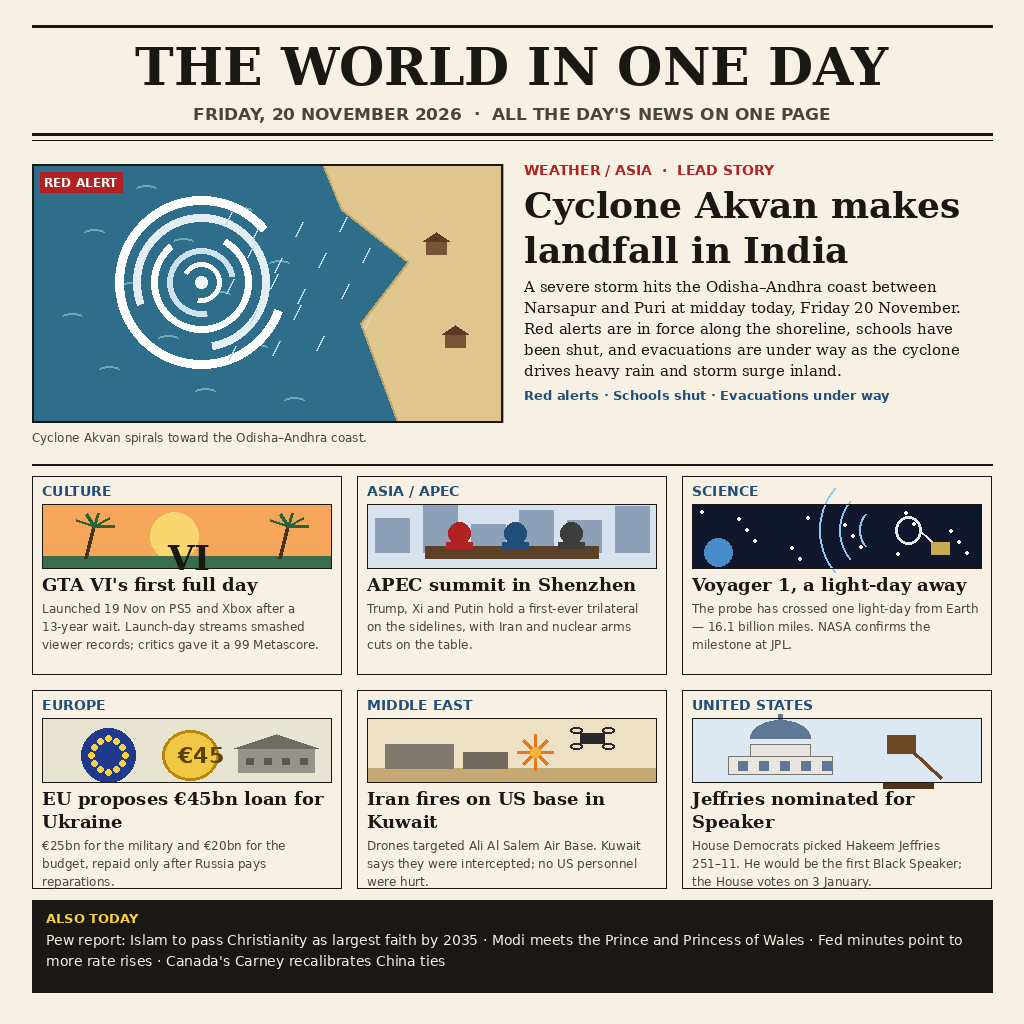 THE WORLD IN ONE DAY
FRIDAY, 20 NOVEMBER 2026 · ALL THE DAY'S NEWS ON ONE PAGE
RED ALERT
Cyclone Akvan spirals toward the Odisha–Andhra coast.
WEATHER / ASIA · LEAD STORY
Cyclone Akvan makes
landfall in India
A severe storm hits the Odisha–Andhra coast between
Narsapur and Puri at midday today, Friday 20 November.
Red alerts are in force along the shoreline, schools have
been shut, and evacuations are under way as the cyclone
drives heavy rain and storm surge inland.
Red alerts · Schools shut · Evacuations under way
CULTURE
VI
GTA VI's first full day
Launched 19 Nov on PS5 and Xbox after a
13-year wait. Launch-day streams smashed
viewer records; critics gave it a 99 Metascore.
ASIA / APEC
APEC summit in Shenzhen
Trump, Xi and Putin hold a first-ever trilateral
on the sidelines, with Iran and nuclear arms
cuts on the table.
SCIENCE
Voyager 1, a light-day away
The probe has crossed one light-day from Earth
— 16.1 billion miles. NASA confirms the
milestone at JPL.
EUROPE
€45
EU proposes €45bn loan for
Ukraine
€25bn for the military and €20bn for the
budget, repaid only after Russia pays
reparations.
MIDDLE EAST
Iran fires on US base in
Kuwait
Drones targeted Ali Al Salem Air Base. Kuwait
says they were intercepted; no US personnel
were hurt.
UNITED STATES
Jeffries nominated for
Speaker
House Democrats picked Hakeem Jeffries
251–11. He would be the first Black Speaker;
the House votes on 3 January.
ALSO TODAY
Pew report: Islam to pass Christianity as largest faith by 2035 · Modi meets the Prince and Princess of Wales · Fed minutes point to
more rate rises · Canada's Carney recalibrates China ties